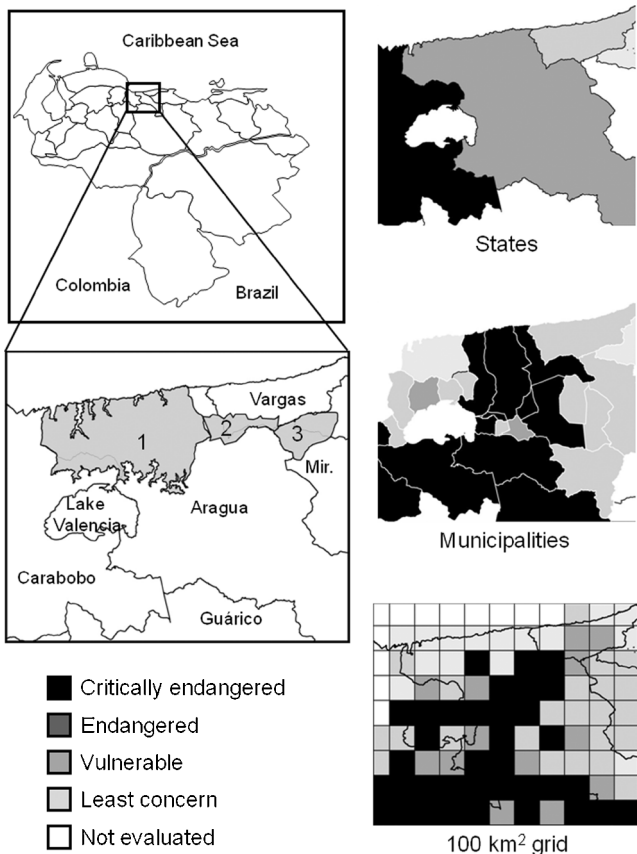 Caribbean Sea
Colombia
Brazil
Vargas
1
2
3
Mir.
Lake
Valencia
Aragua
Carabobo
Guárico
Critically endangered
Endangered
Vulnerable
Least concern
Not evaluated
States
Municipalities
100 km² grid